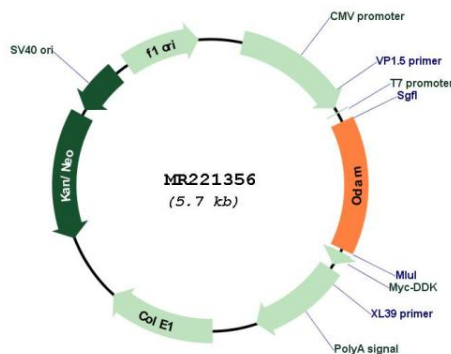 CMV promoter
SV40 ori
f1 ori
VP1.5 primer
T7 promoter
SgfI
Kan/Neo
MR221356
(5.7 kb)
Odam
MluI
Myc-DDK
XL39 primer
Col E1
PolyA signal